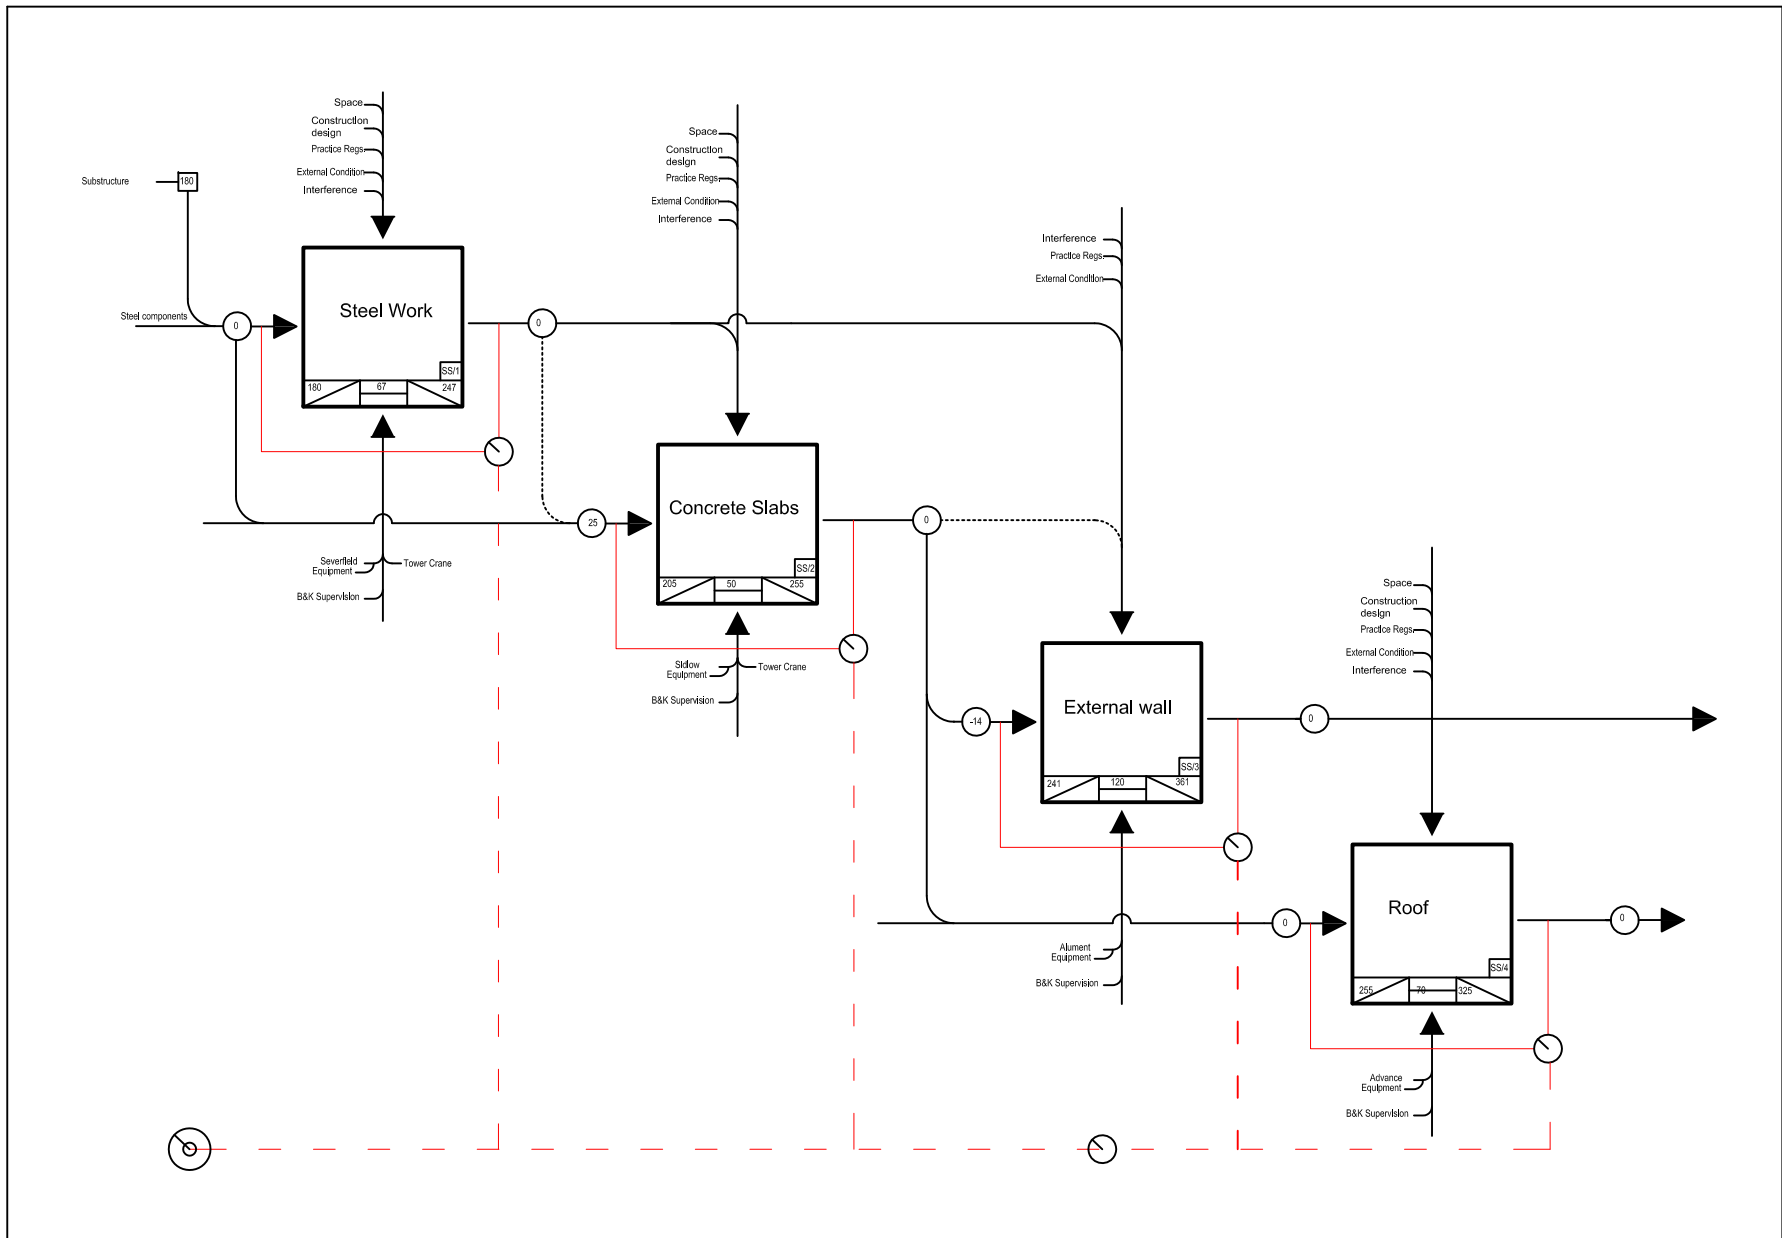 Space
Construction
design
Practice Regs.
External Condition
Interference
Substructure
180
Steel components
0
Steel Work
SS/1
180
67
247
0
Severfield
Equipment
Tower Crane
B&K Supervision
Space
Construction
design
Practice Regs.
External Condition
Interference
25
Concrete Slabs
SS/2
205
50
255
0
Sidlow
Equipment
Tower Crane
B&K Supervision
Interference
Practice Regs.
External Condition
-14
External wall
SS/3
241
120
361
0
Alument
Equipment
B&K Supervision
Space
Construction
design
Practice Regs.
External Condition
Interference
0
Roof
SS/4
255
70
325
0
Advance
Equipment
B&K Supervision